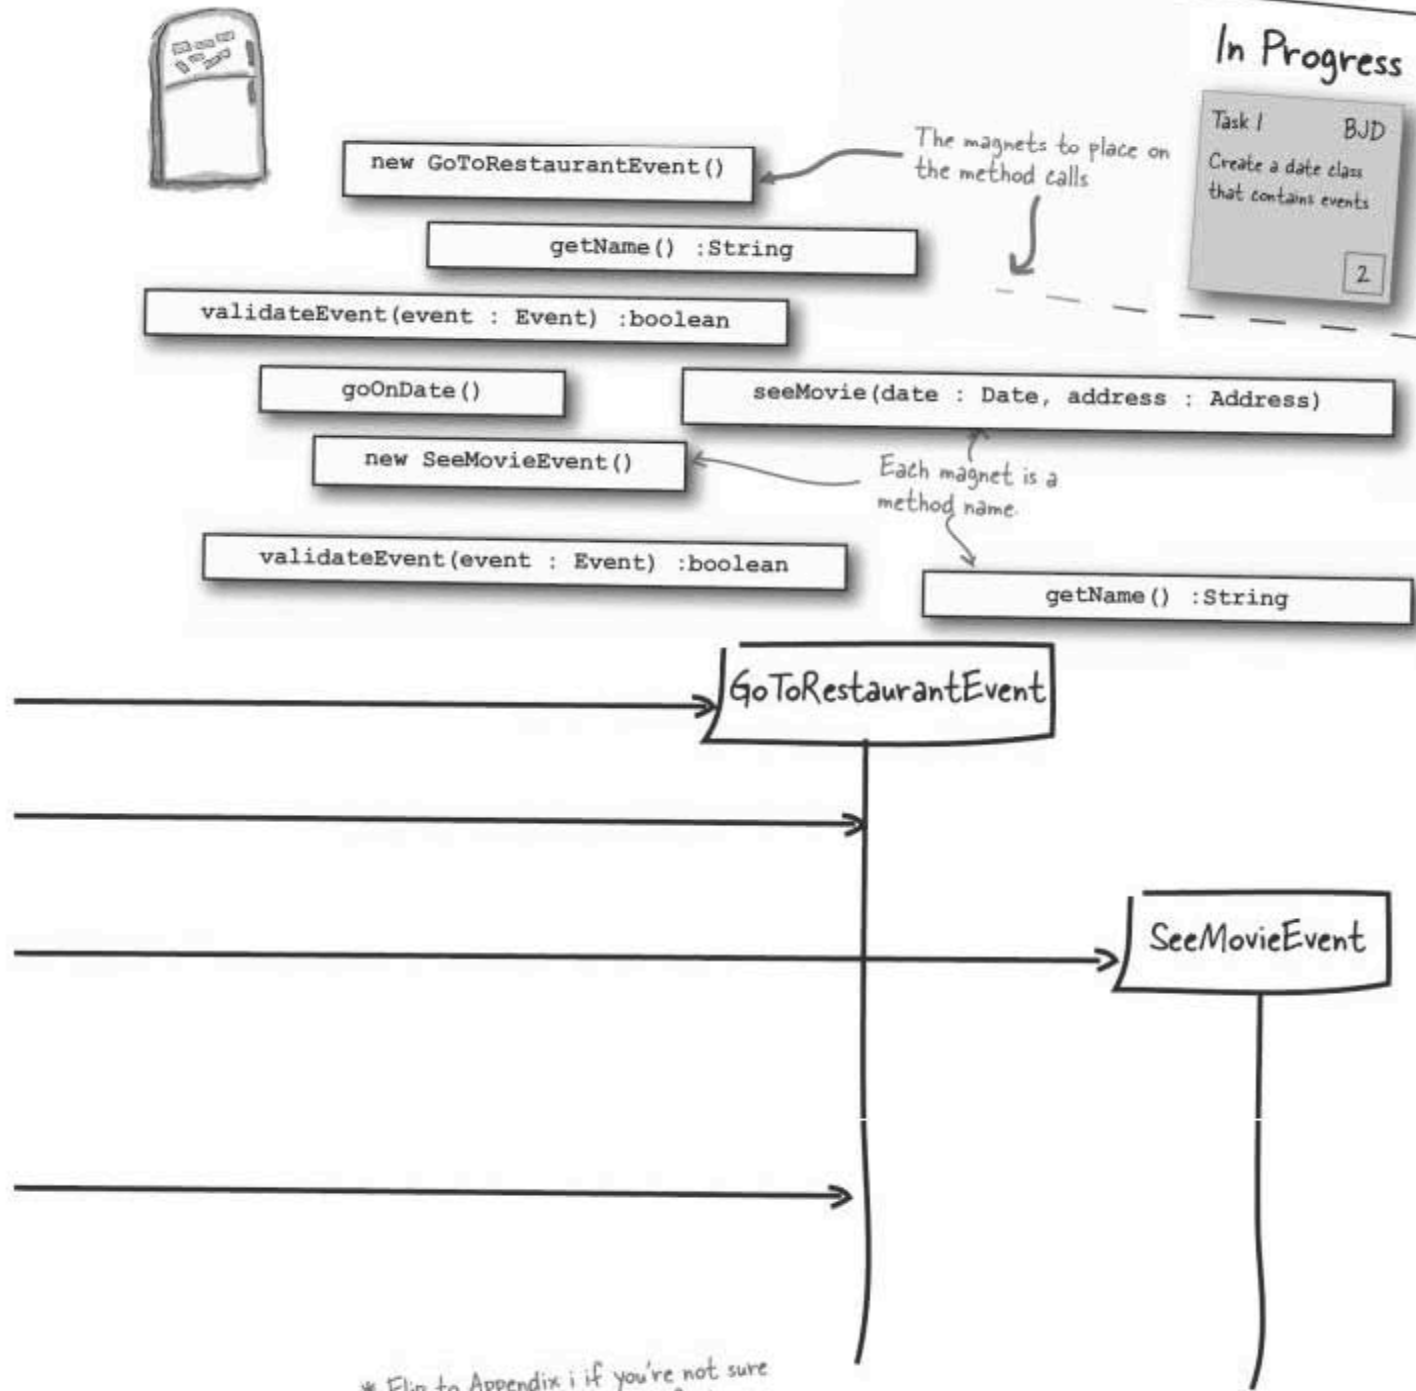 In Progress
Task 1 BJD
Create a date class
that contains events
2
new GoToRestaurantEvent()
The magnets to place on
the method calls
getName() :String
validateEvent(event : Event) :boolean
goOnDate()
seeMovie(date : Date, address : Address)
new SeeMovieEvent()
Each magnet is a
method name.
validateEvent(event : Event) :boolean
getName() :String
GoToRestaurantEvent
SeeMovieEvent
* Flip to Appendix i if you're not sure